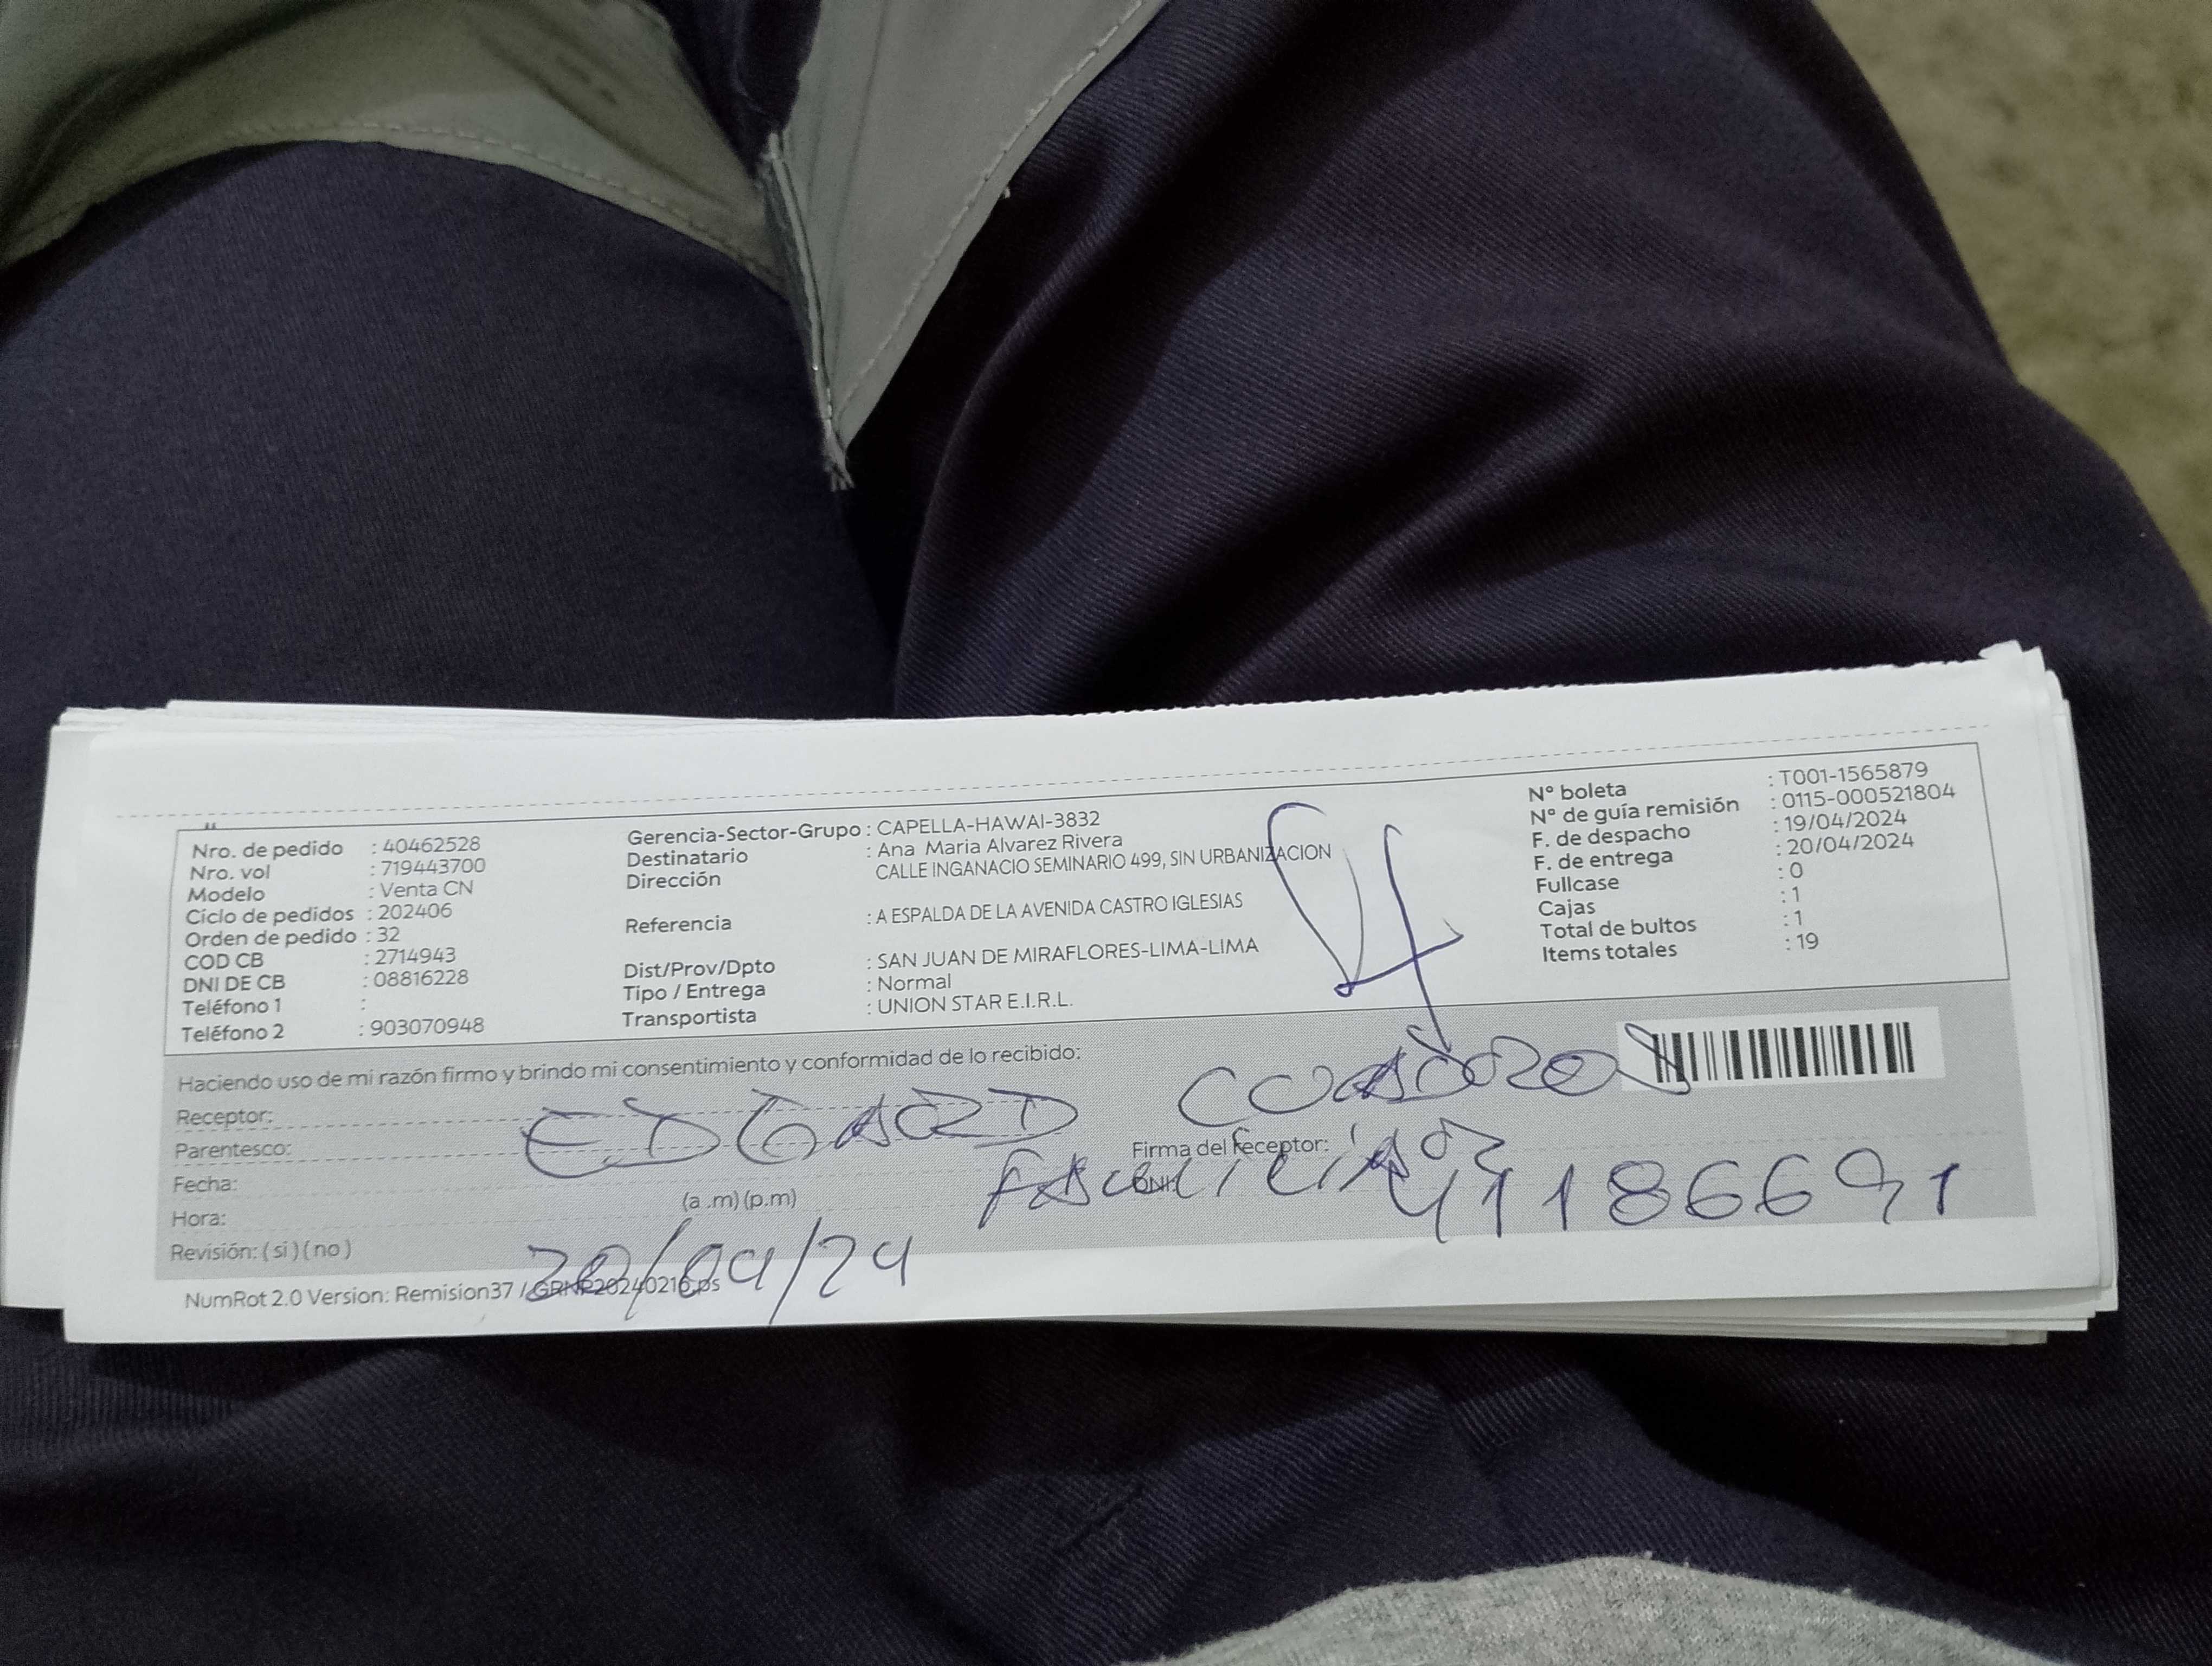 Nro. de pedido : 40462528
Nro. vol : 719443700
Modelo : Venta CN
Ciclo de pedidos : 202406
Orden de pedido : 32
COD CB : 2714943
DNI DE CB : 08816228
Teléfono 1 :
Teléfono 2 : 903070948
Gerencia-Sector-Grupo : CAPELLA-HAWAI-3832
Destinatario : Ana Maria Alvarez Rivera
Dirección CALLE INGANACIO SEMINARIO 499, SIN URBANIZACION
Referencia : A ESPALDA DE LA AVENIDA CASTRO IGLESIAS
Dist/Prov/Dpto : SAN JUAN DE MIRAFLORES-LIMA-LIMA
Tipo / Entrega : Normal
Transportista : UNION STAR E.I.R.L.
N° boleta : T001-1565879
N° de guía remisión : 0115-000521804
F. de despacho : 19/04/2024
F. de entrega : 20/04/2024
Fullcase : 0
Cajas : 1
Total de bultos : 1
Items totales : 19
Haciendo uso de mi razón firmo y brindo mi consentimiento y conformidad de lo recibido:
Receptor: EDGARD
Parentesco:
Firma del receptor:
Fecha:
DNI: 41186691
(a .m) (p.m)
Hora:
Revisión: ( si ) ( no )
20/04/24
NumRot 2.0 Version: Remision37 / GRNP20240216.ps